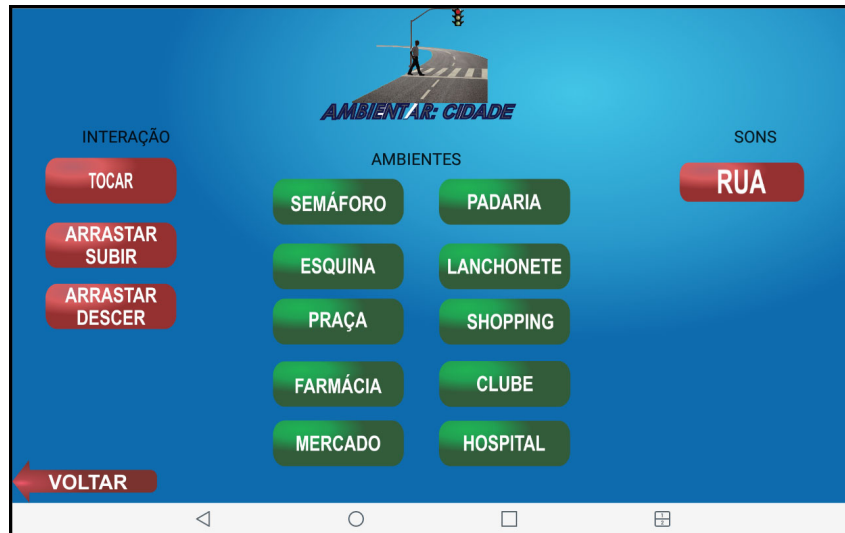 AMBIENTAR: CIDADE
INTERAÇÃO
TOCAR
ARRASTAR
SUBIR
ARRASTAR
DESCER
AMBIENTES
SEMÁFORO
PADARIA
ESQUINA
LANCHONETE
PRAÇA
SHOPPING
FARMÁCIA
CLUBE
MERCADO
HOSPITAL
SONS
RUA
VOLTAR